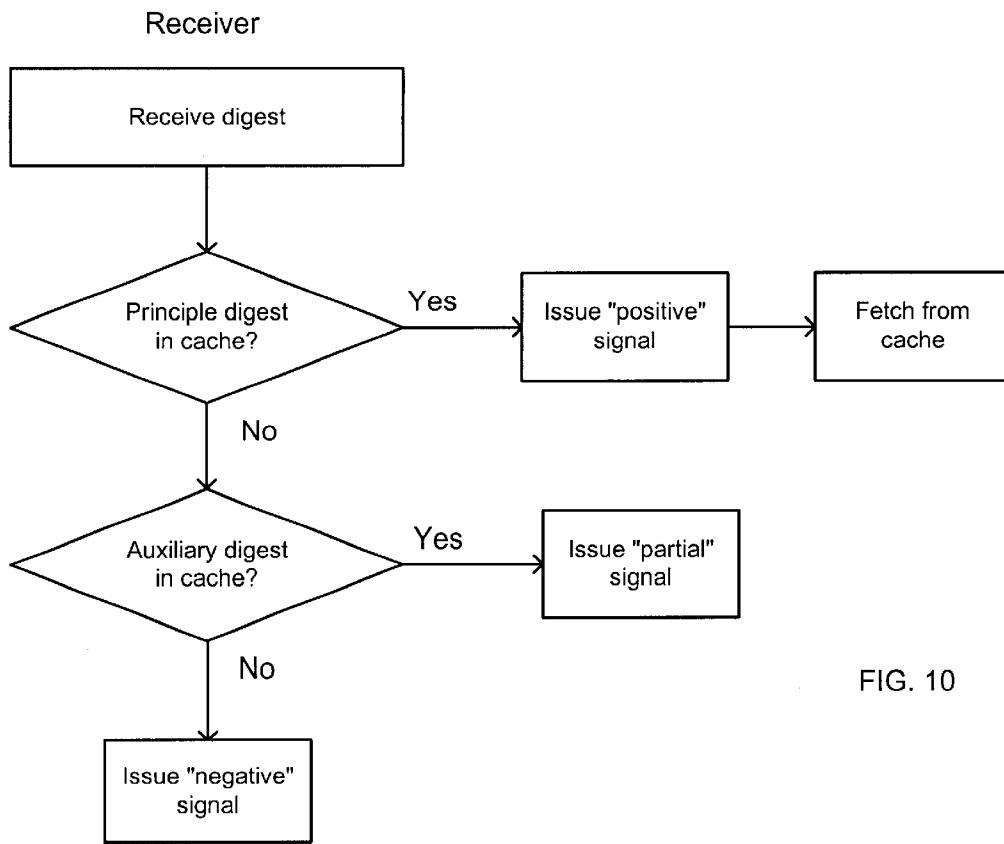 Receiver
Receive digest
Principle digest
in cache?
Yes
Issue "positive"
signal
Fetch from
cache
No
Auxiliary digest
in cache?
Yes
Issue "partial"
signal
No
Issue "negative"
signal
FIG. 10